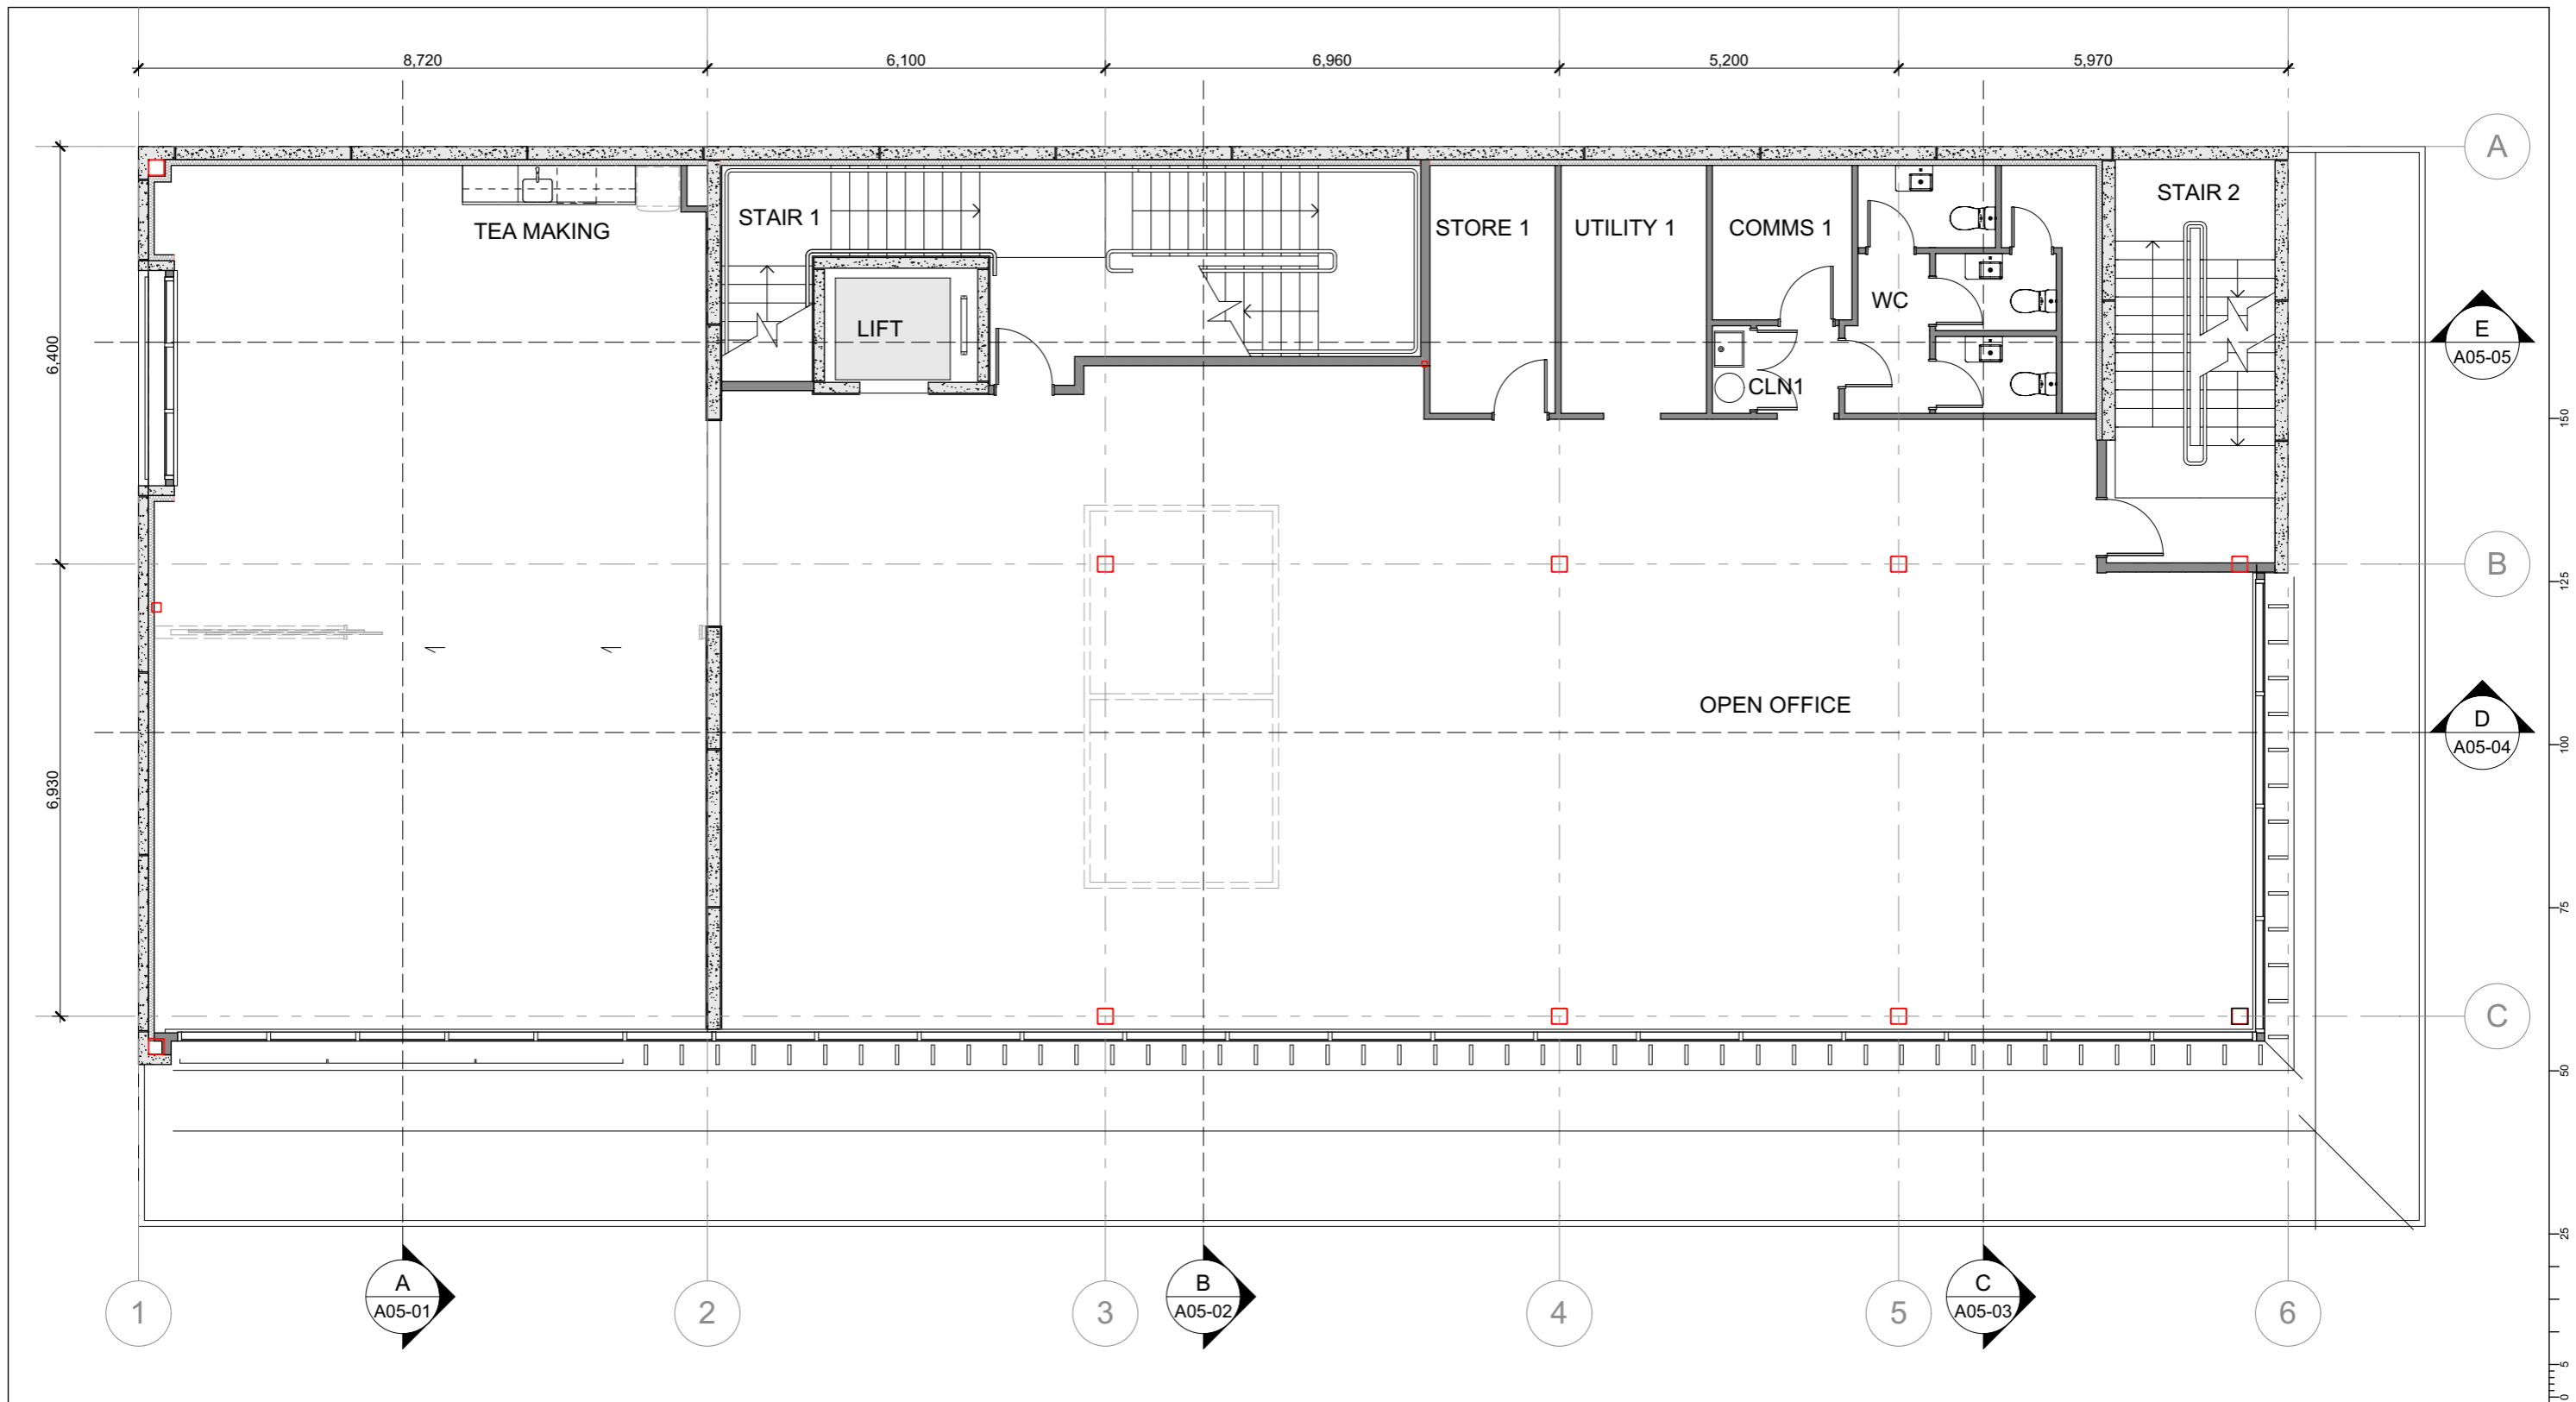 8,720
6,100
6,960
5,200
5,970
A
STAIR 2
STAIR 1
STORE 1
UTILITY 1
COMMS 1
TEA MAKING
WC
LIFT
E
A05-05
6,400
CLN1
150
B
125
OPEN OFFICE
D
A05-04
100
6,930
75
C
50
25
A
A05-01
B
A05-02
C
A05-03
1
2
3
4
5
6
5
0